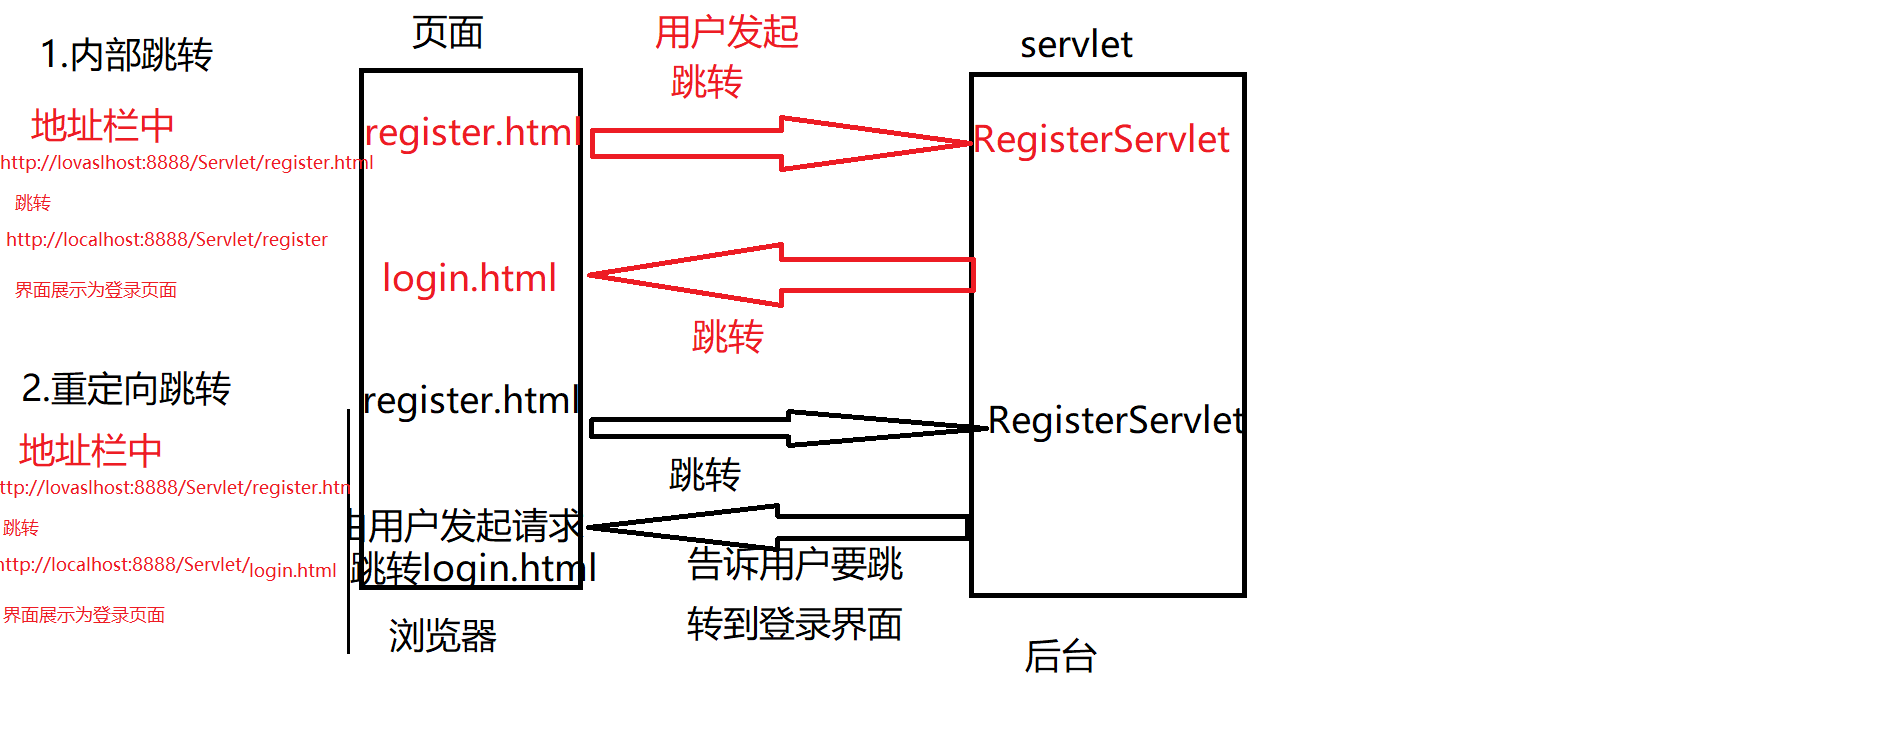 1.内部跳转
地址栏中
http://lovaslhost:8888/Servlet/register.html
跳转
http://localhost:8888/Servlet/register
界面展示为登录页面
页面
register.html
login.html
用户发起
跳转
servlet
RegisterServlet
跳转
2.重定向跳转
地址栏中
ttp://lovaslhost:8888/Servlet/register.htn
跳转
http://localhost:8888/Servlet/login.html
界面展示为登录页面
register.html
用户发起请求
跳转login.html
浏览器
跳转
告诉用户要跳
转到登录界面
RegisterServlet
后台